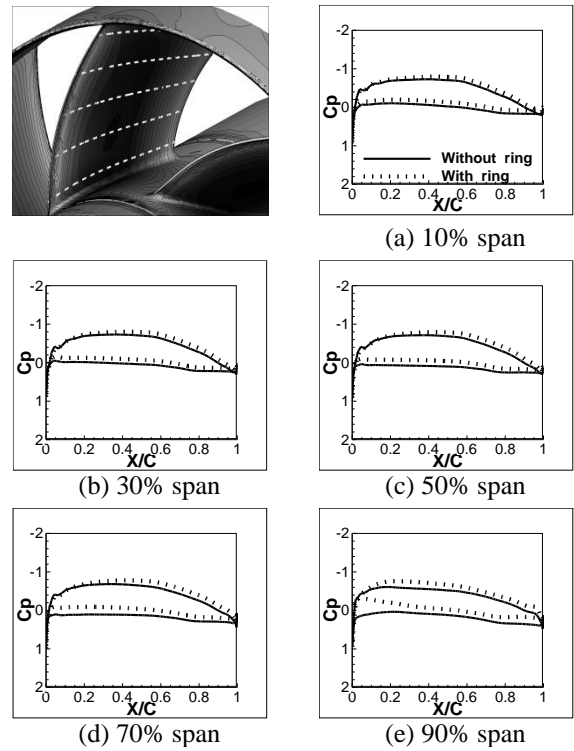 -2
-1
0
1
2
Cp
Without ring
With ring
0 0.2 0.4 0.6 0.8 1
X/C
(a) 10% span
-2
-1
0
1
2
Cp
0 0.2 0.4 0.6 0.8 1
X/C
(b) 30% span
-2
-1
0
1
2
Cp
0 0.2 0.4 0.6 0.8 1
X/C
(c) 50% span
-2
-1
0
1
2
Cp
0 0.2 0.4 0.6 0.8 1
X/C
(d) 70% span
-2
-1
0
1
2
Cp
0 0.2 0.4 0.6 0.8 1
X/C
(e) 90% span